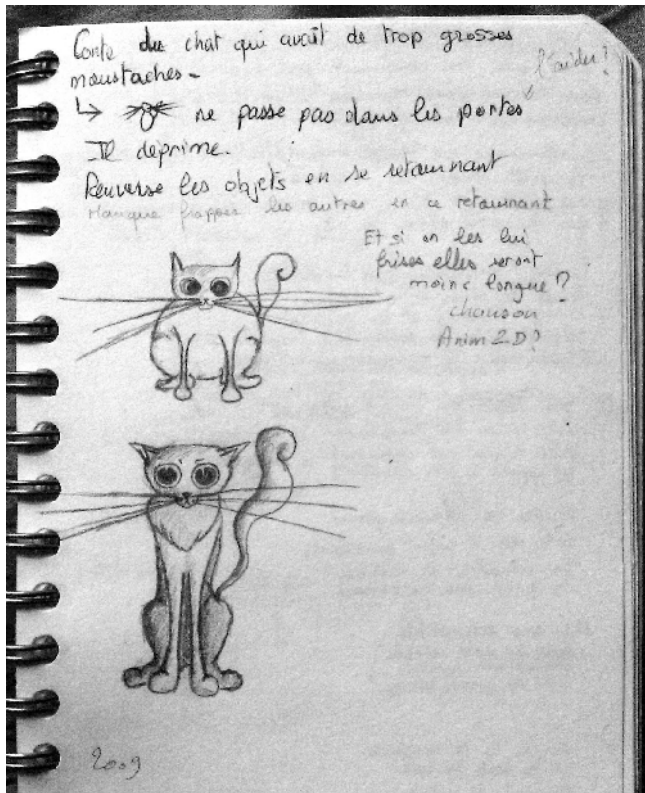 Conte du chat qui avait de trop grosses
moustaches -
↳ ne passe pas dans les portes
l'aider?
Il déprime.
Renverse les objets en se retournant
Manque frapper les autres en ce retournant
Et si on les lui
frises elles seront
moins longue?
chanson
Anim 2D?
2009